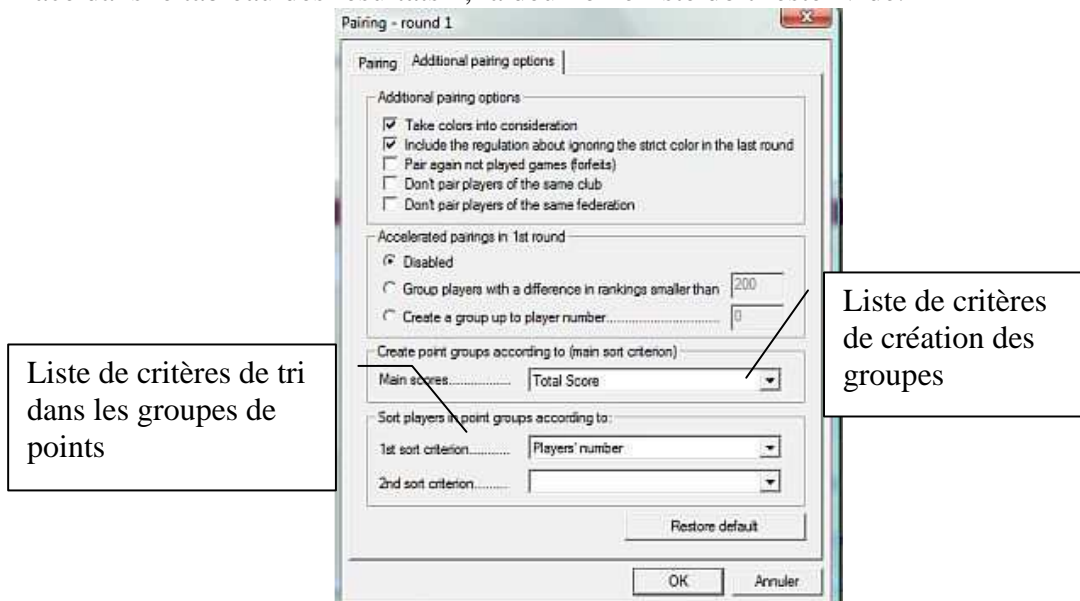 Pairing - round 1
Pairing Additional pairing options
Additional pairing options
Take colors into consideration
Include the regulation about ignoring the strict color in the last round
Pair again not played games (forfeits)
Don't pair players of the same club
Don't pair players of the same federation
Accelerated pairings in 1st round
Disabled
Group players with a difference in rankings smaller than 200
Create a group up to player number.............................. 0
Create point groups according to (main sort criterion)
Main scores................ Total Score
Sort players in point groups according to:
1st sort criterion........... Players' number
2nd sort criterion.........
Restore default
OK Annuler
Liste de critères de tri
dans les groupes de
points
Liste de critères
de création des
groupes